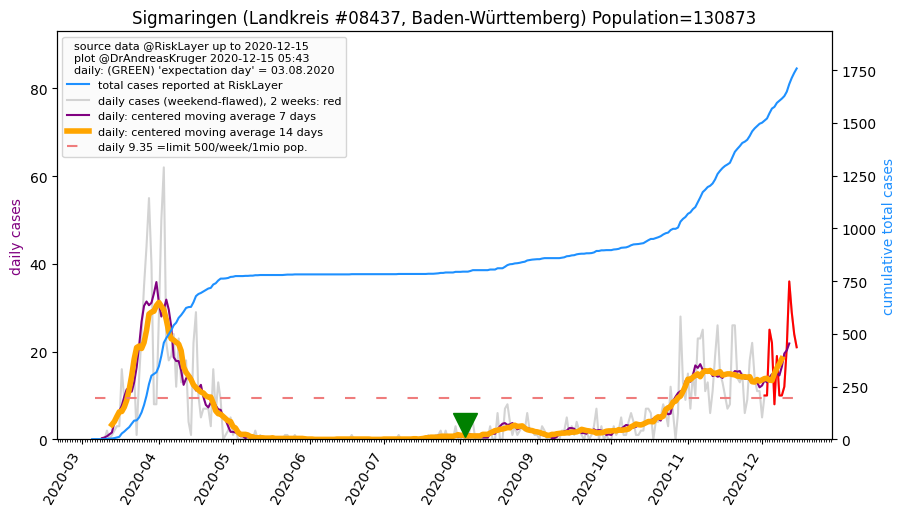 Sigmaringen (Landkreis #08437, Baden-Württemberg) Population=130873
source data @RiskLayer up to 2020-12-15
plot @DrAndreasKruger 2020-12-15 05:43
daily: (GREEN) 'expectation day' = 03.08.2020
total cases reported at RiskLayer
daily cases (weekend-flawed), 2 weeks: red
daily: centered moving average 7 days
daily: centered moving average 14 days
daily 9.35 =limit 500/week/1mio pop.
daily cases
80
60
40
20
0
cumulative total cases
1750
1500
1250
1000
750
500
250
0
2020-03
2020-04
2020-05
2020-06
2020-07
2020-08
2020-09
2020-10
2020-11
2020-12